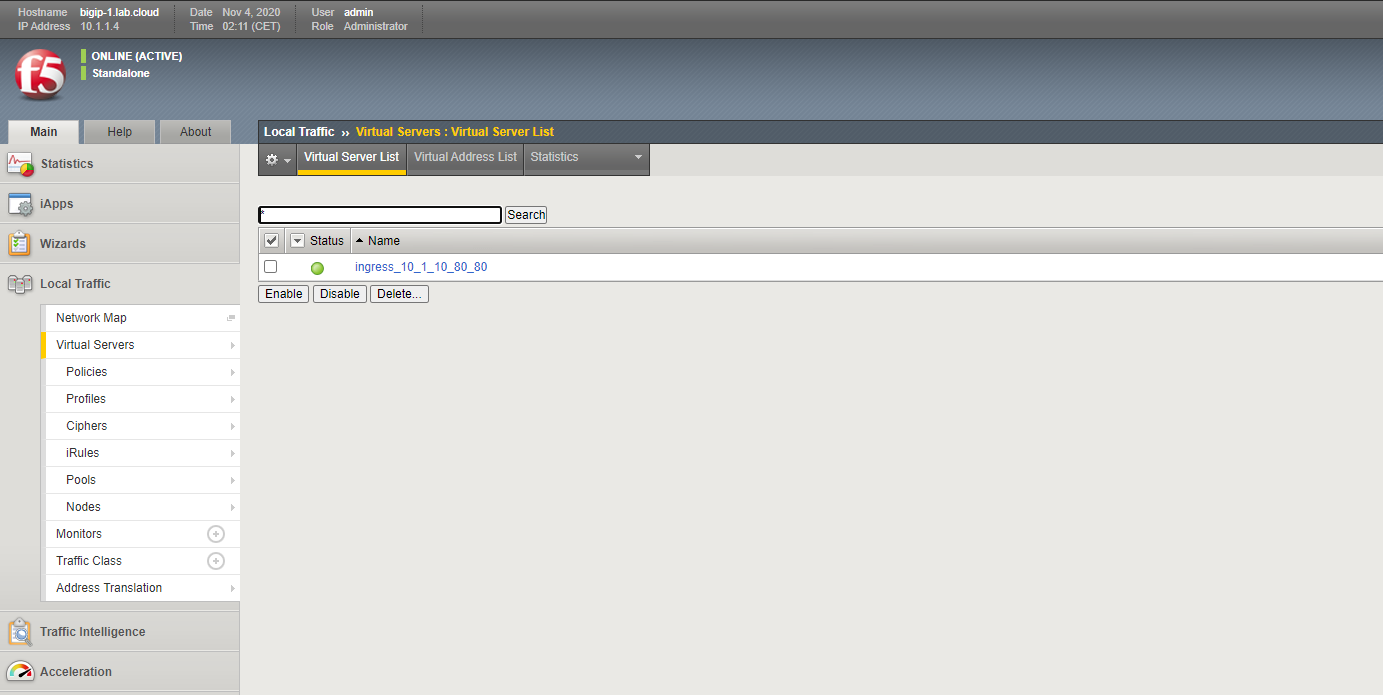 Hostname bigip-1.lab.cloud Date Nov 4, 2020 User admin
IP Address 10.1.1.4 Time 02:11 (CET) Role Administrator
f5
ONLINE (ACTIVE)
Standalone
Main Help About
Local Traffic ›› Virtual Servers : Virtual Server List
Virtual Server List Virtual Address List Statistics
Statistics
iApps
Wizards
Local Traffic
Network Map
Virtual Servers
Policies
Profiles
Ciphers
iRules
Pools
Nodes
Monitors
Traffic Class
Address Translation
Traffic Intelligence
Acceleration
* Search
Status Name
ingress_10_1_10_80_80
Enable Disable Delete...